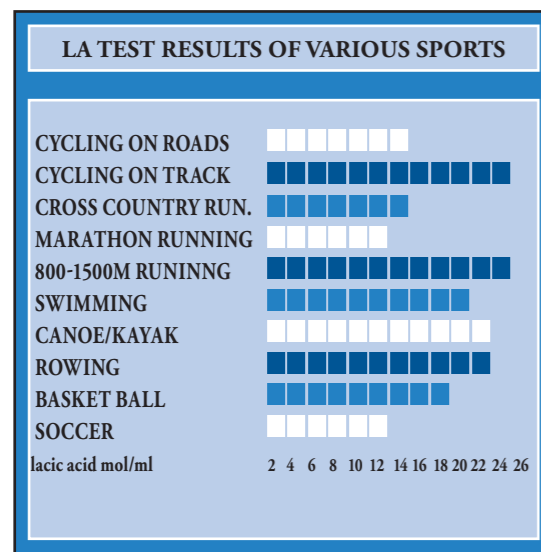 LA TEST RESULTS OF VARIOUS SPORTS
CYCLING ON ROADS
CYCLING ON TRACK
CROSS COUNTRY RUN.
MARATHON RUNNING
800-1500M RUNINNG
SWIMMING
CANOE/KAYAK
ROWING
BASKET BALL
SOCCER
lacic acid mol/ml 2 4 6 8 10 12 14 16 18 20 22 24 26